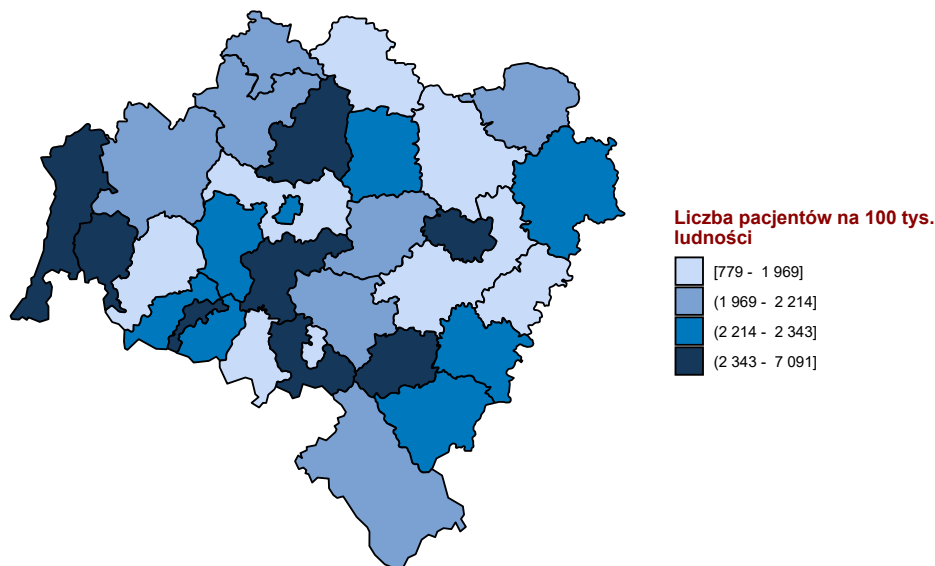 Liczba pacjentów na 100 tys.
ludności
[779 - 1 969]
(1 969 - 2 214]
(2 214 - 2 343]
(2 343 - 7 091]